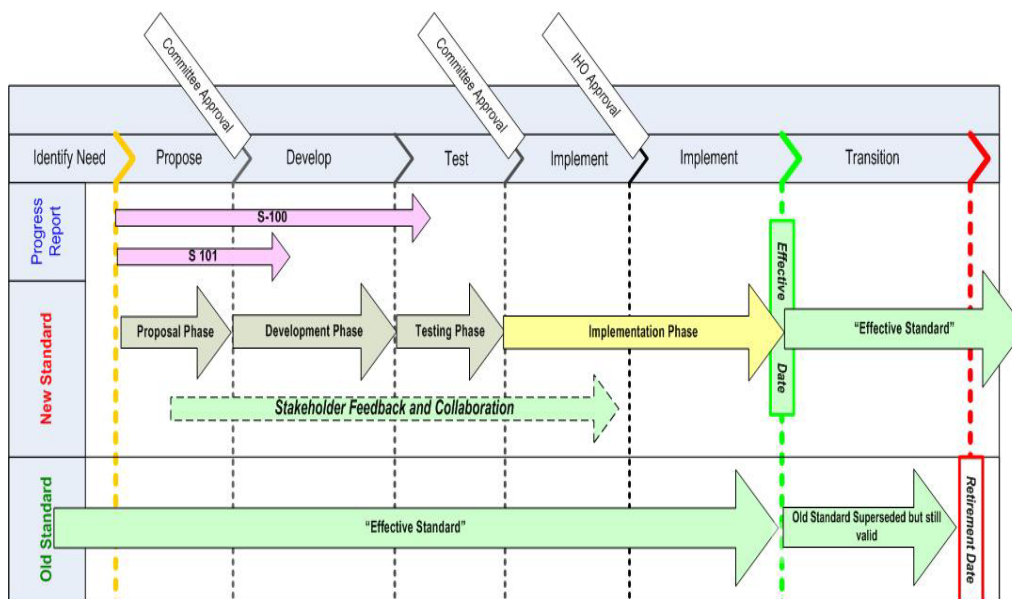 Committee Approval
Committee Approval
IHO Approval
Identify Need
Propose
Develop
Test
Implement
Implement
Transition
Progress
Report
S-100
S 101
New Standard
Proposal Phase
Development Phase
Testing Phase
Implementation Phase
Effective
Date
“Effective Standard”
Stakeholder Feedback and Collaboration
Old Standard
“Effective Standard”
Old Standard Superseded but still
valid
Retirement Date